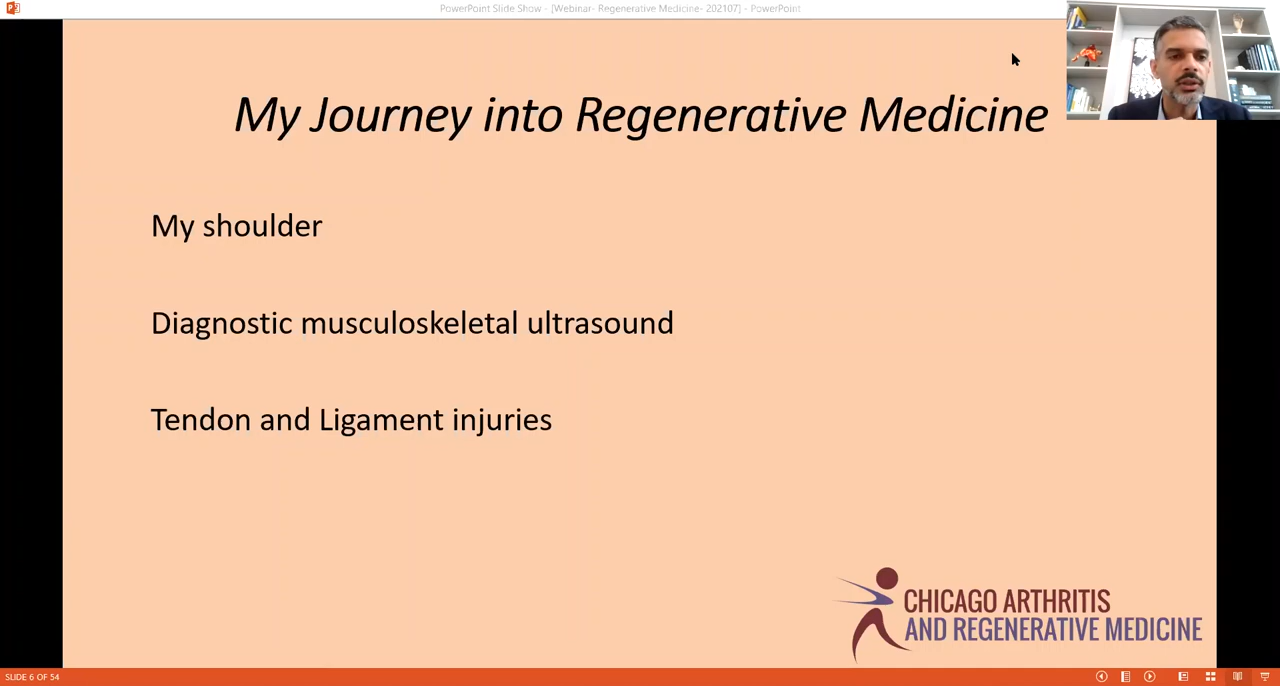 PowerPoint Slide Show - [Webinar- Regenerative Medicine- 202107] - PowerPoint
My Journey into Regenerative Medicine
My shoulder
Diagnostic musculoskeletal ultrasound
Tendon and Ligament injuries
CHICAGO ARTHRITIS
AND REGENERATIVE MEDICINE
SLIDE 6 OF 54